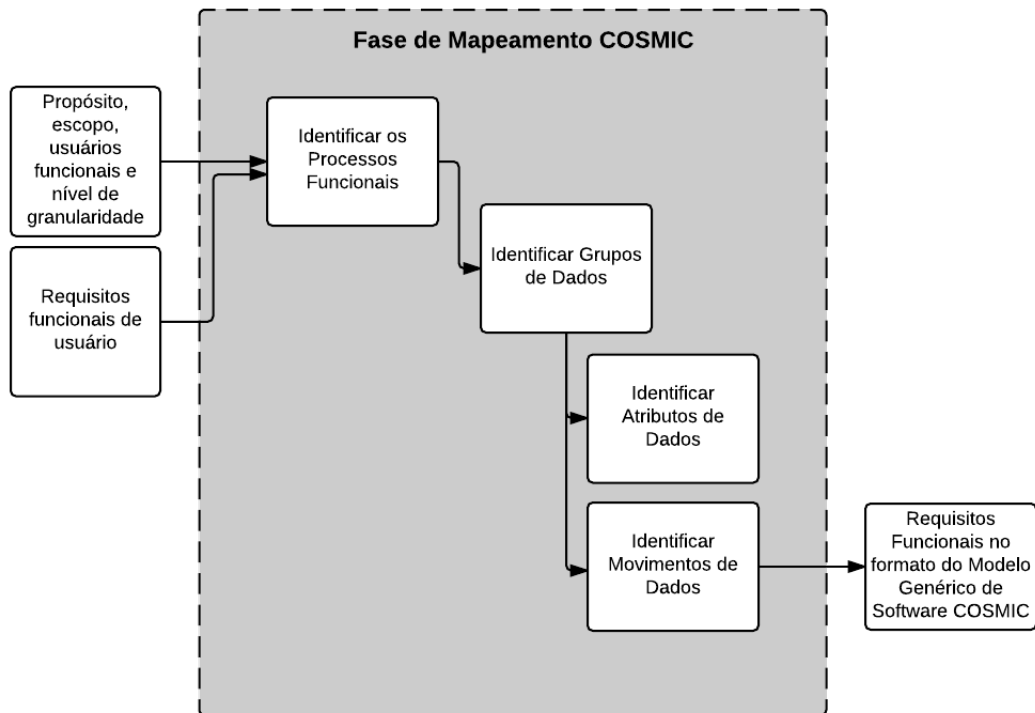 Fase de Mapeamento COSMIC
Propósito,
escopo,
usuários
funcionais e
nível de
granularidade
Identificar os
Processos
Funcionais
Identificar Grupos
de Dados
Requisitos
funcionais de
usuário
Identificar
Atributos de
Dados
Identificar
Movimentos de
Dados
Requisitos
Funcionais no
formato do Modelo
Genérico de
Software COSMIC